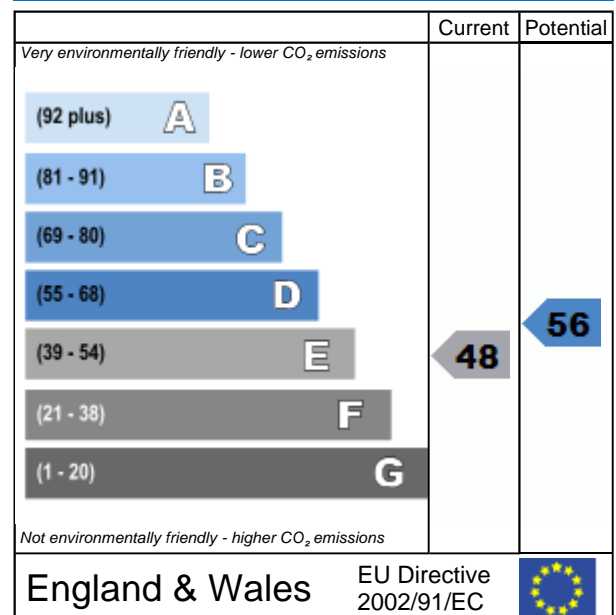 Current Potential
Very environmentally friendly - lower CO₂ emissions
(92 plus) A
(81 - 91) B
(69 - 80) C
(55 - 68) D
56
(39 - 54) E
48
(21 - 38) F
(1 - 20) G
Not environmentally friendly - higher CO₂ emissions
England & Wales
EU Directive
2002/91/EC